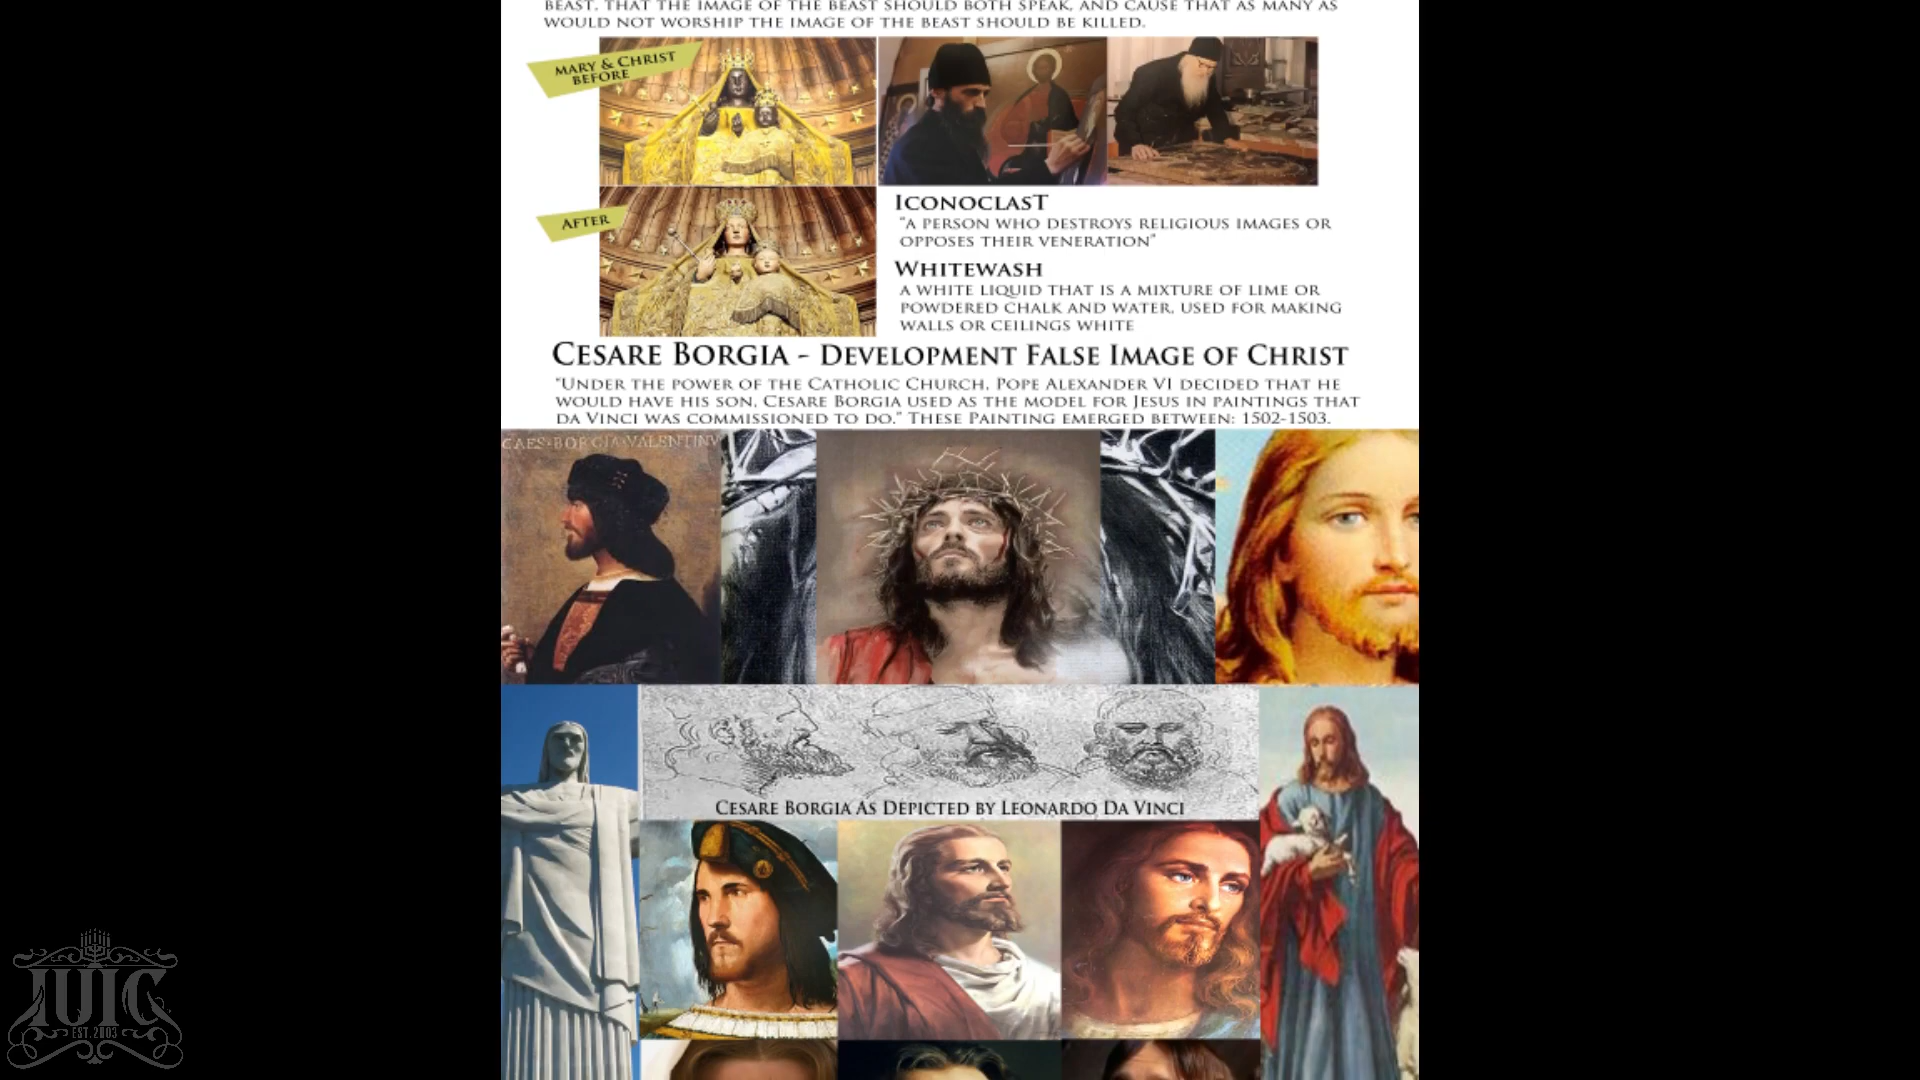 BEAST, THAT THE IMAGE OF THE BEAST SHOULD BOTH SPEAK, AND CAUSE THAT AS MANY AS
WOULD NOT WORSHIP THE IMAGE OF THE BEAST SHOULD BE KILLED.
MARY & CHRIST
BEFORE
AFTER
ICONOCLAST
"A PERSON WHO DESTROYS RELIGIOUS IMAGES OR
OPPOSES THEIR VENERATION"
WHITEWASH
A WHITE LIQUID THAT IS A MIXTURE OF LIME OR
POWDERED CHALK AND WATER, USED FOR MAKING
WALLS OR CEILINGS WHITE
CESARE BORGIA - DEVELOPMENT FALSE IMAGE OF CHRIST
"UNDER THE POWER OF THE CATHOLIC CHURCH, POPE ALEXANDER VI DECIDED THAT HE
WOULD HAVE HIS SON, CESARE BORGIA USED AS THE MODEL FOR JESUS IN PAINTINGS THAT
DA VINCI WAS COMMISSIONED TO DO." THESE PAINTING EMERGED BETWEEN: 1502-1503.
CAES·BORGIA·VALENTINV
CESARE BORGIA AS DEPICTED BY LEONARDO DA VINCI
IUIC
EST. 2003